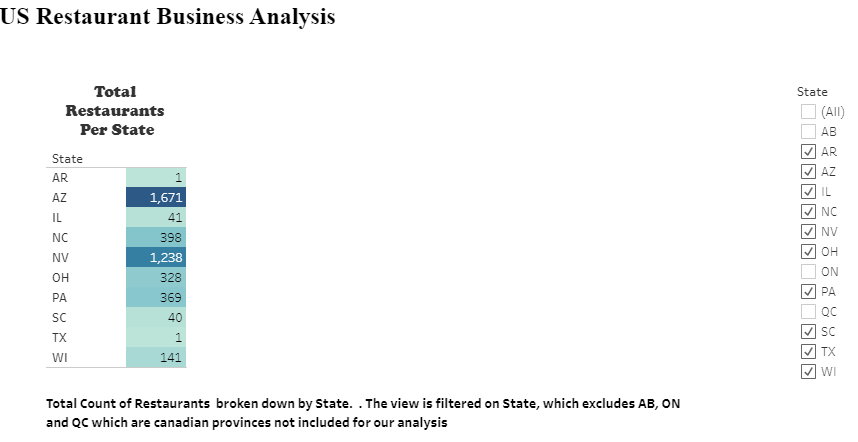 US Restaurant Business Analysis
Total
Restaurants
Per State
State
AR 1
AZ 1,671
IL 41
NC 398
NV 1,238
OH 328
PA 369
SC 40
TX 1
WI 141
Total Count of Restaurants broken down by State. . The view is filtered on State, which excludes AB, ON
and QC which are canadian provinces not included for our analysis
State
(All)
AB
AR
AZ
IL
NC
NV
OH
ON
PA
QC
SC
TX
WI